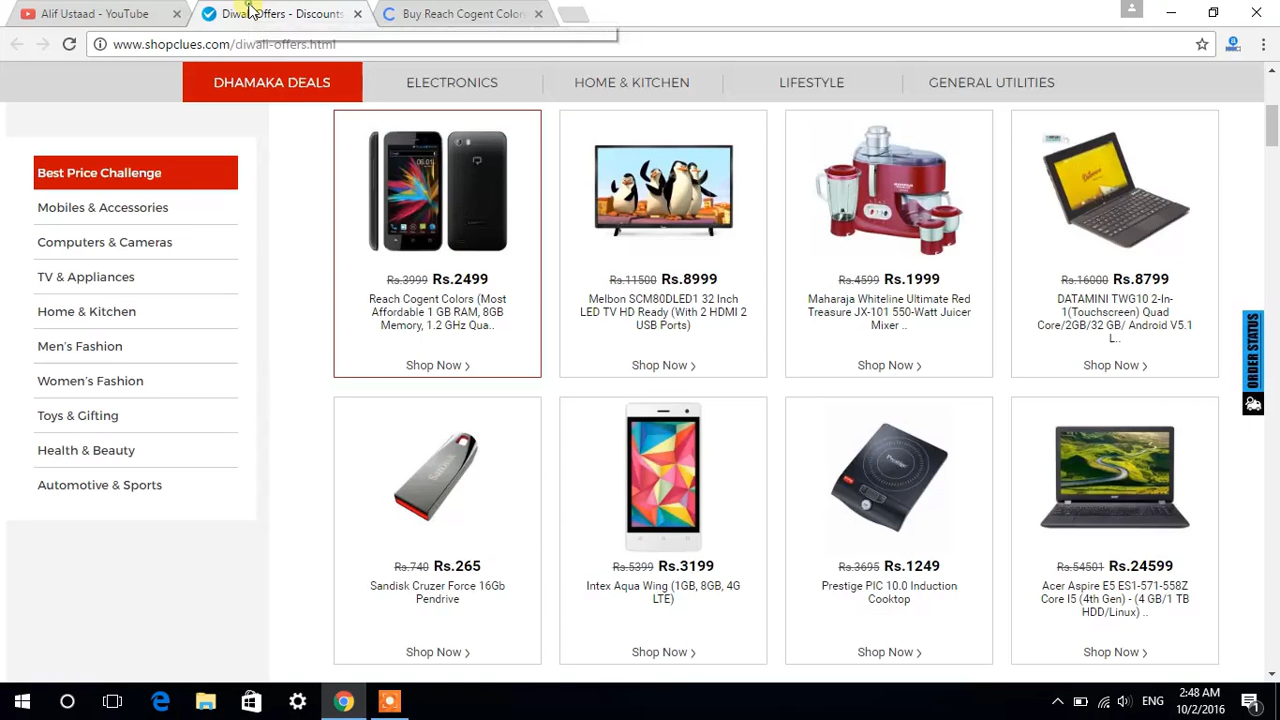 Alif Ustaad - YouTube
Diwali Offers - Discounts
Buy Reach Cogent Color
www.shopclues.com/diwali-offers.html
DHAMAKA DEALS
ELECTRONICS
HOME & KITCHEN
LIFESTYLE
GENERAL UTILITIES
Best Price Challenge
Mobiles & Accessories
Computers & Cameras
TV & Appliances
Home & Kitchen
Men's Fashion
Women's Fashion
Toys & Gifting
Health & Beauty
Automotive & Sports
Rs.3999 Rs.2499
Reach Cogent Colors (Most
Affordable 1 GB RAM, 8GB
Memory, 1.2 GHz Qua..
Shop Now
Rs.11500 Rs.8999
Melbon SCM80DLED1 32 Inch
LED TV HD Ready (With 2 HDMI 2
USB Ports)
Shop Now
Rs.4599 Rs.1999
Maharaja Whiteline Ultimate Red
Treasure JX-101 550-Watt Juicer
Mixer ..
Shop Now
Rs.16000 Rs.8799
DATAMINI TWG10 2-In-
1(Touchscreen) Quad
Core/2GB/32 GB/ Android V5.1
L..
Shop Now
Rs.740 Rs.265
Sandisk Cruzer Force 16Gb
Pendrive
Shop Now
Rs.5399 Rs.3199
Intex Aqua Wing (1GB, 8GB, 4G
LTE)
Shop Now
Rs.3695 Rs.1249
Prestige PIC 10.0 Induction
Cooktop
Shop Now
Rs.54501 Rs.24599
Acer Aspire E5 ES1-571-558Z
Core I5 (4th Gen) - (4 GB/1 TB
HDD/Linux) ..
Shop Now
ORDER STATUS
ENG
2:48 AM
10/2/2016